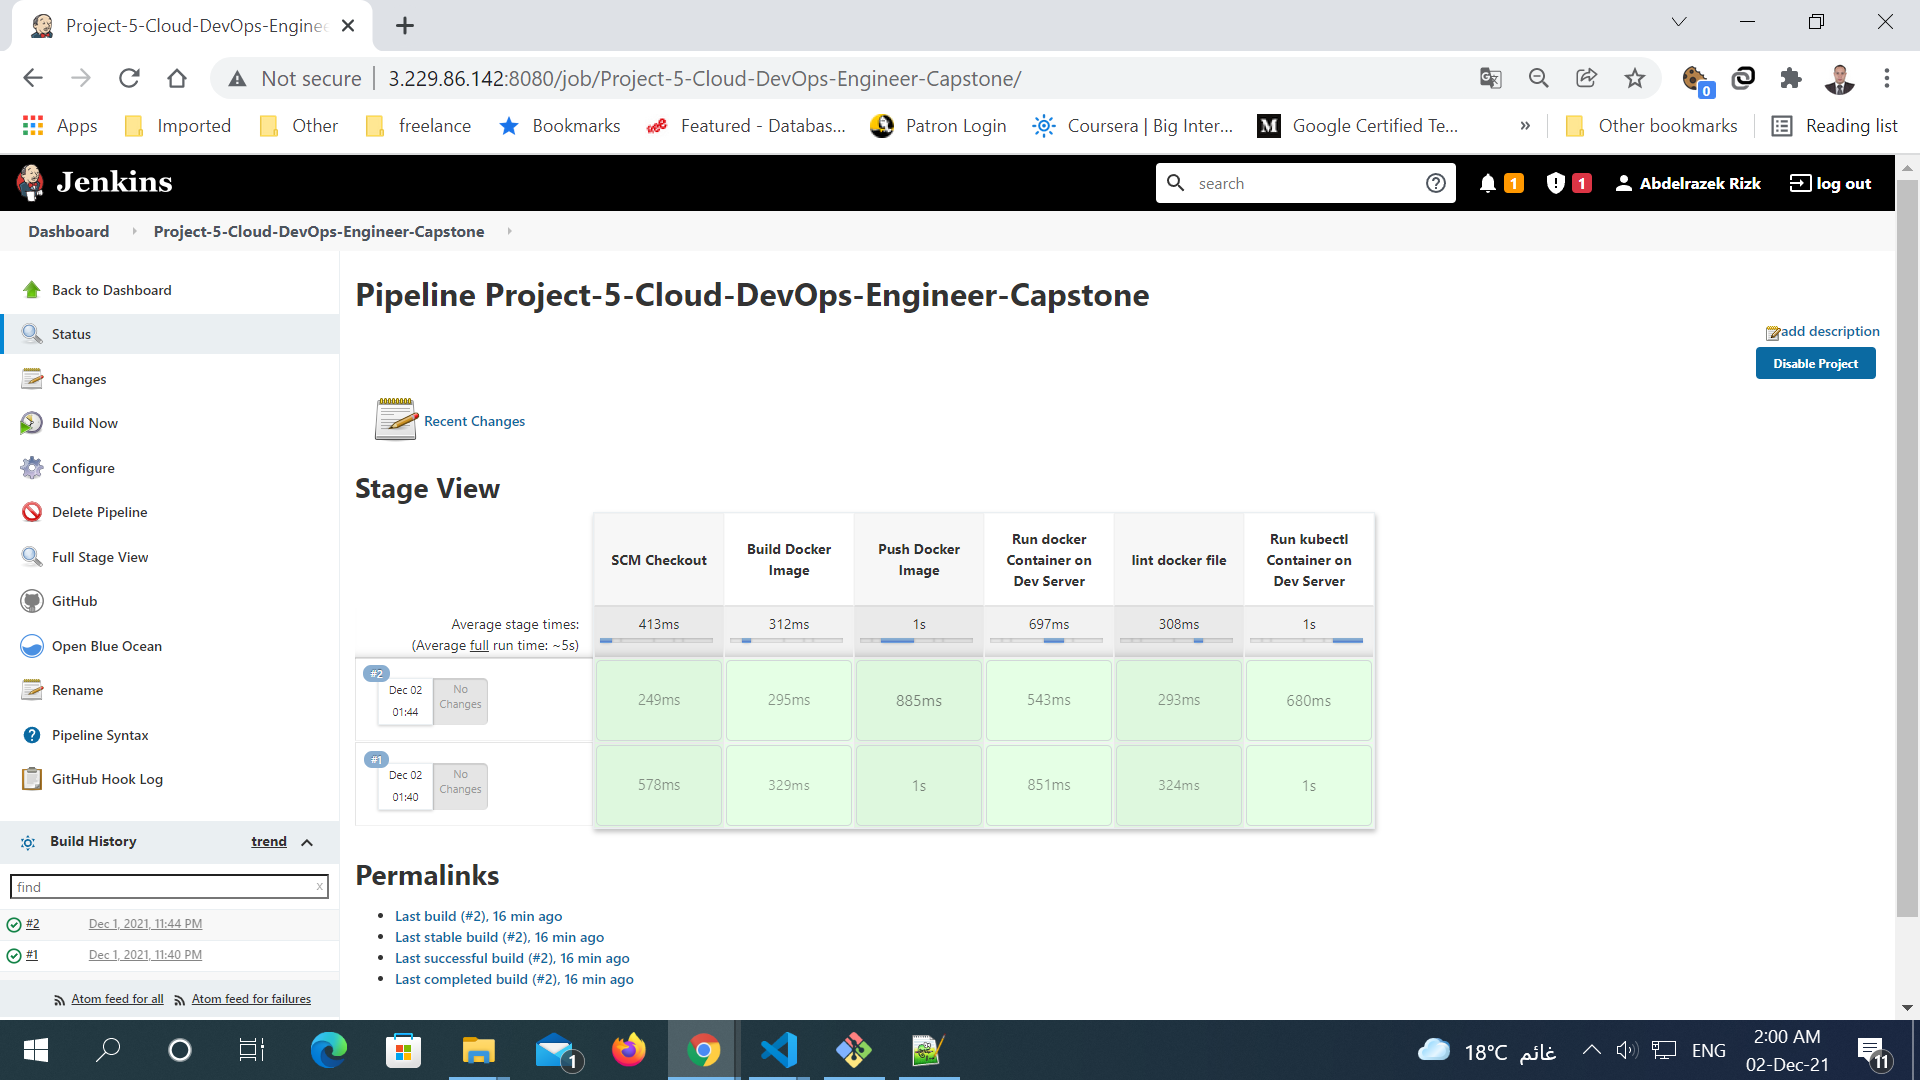 Project-5-Cloud-DevOps-Enginee
Not secure
3.229.86.142:8080/job/Project-5-Cloud-DevOps-Engineer-Capstone/
0
Apps
Imported
Other
freelance
Bookmarks
Featured - Databas...
Patron Login
Coursera | Big Inter...
Google Certified Te...
»
Other bookmarks
Reading list
Jenkins
search
1
1
Abdelrazek Rizk
log out
Dashboard
Project-5-Cloud-DevOps-Engineer-Capstone
Back to Dashboard
Status
Changes
Build Now
Configure
Delete Pipeline
Full Stage View
GitHub
Open Blue Ocean
Rename
Pipeline Syntax
GitHub Hook Log
Build History
trend
find
x
#2 Dec 1, 2021, 11:44 PM
#1 Dec 1, 2021, 11:40 PM
Atom feed for all
Atom feed for failures
Pipeline Project-5-Cloud-DevOps-Engineer-Capstone
add description
Disable Project
Recent Changes
Stage View
SCM Checkout
Build Docker
Image
Push Docker
Image
Run docker
Container on
Dev Server
lint docker file
Run kubectl
Container on
Dev Server
Average stage times:
(Average full run time: ~5s)
413ms
312ms
1s
697ms
308ms
1s
#2
Dec 02
01:44
No
Changes
249ms
295ms
885ms
543ms
293ms
680ms
#1
Dec 02
01:40
No
Changes
578ms
329ms
1s
851ms
324ms
1s
Permalinks
Last build (#2), 16 min ago
Last stable build (#2), 16 min ago
Last successful build (#2), 16 min ago
Last completed build (#2), 16 min ago
1
18°C غائم
ENG
2:00 AM
02-Dec-21
11